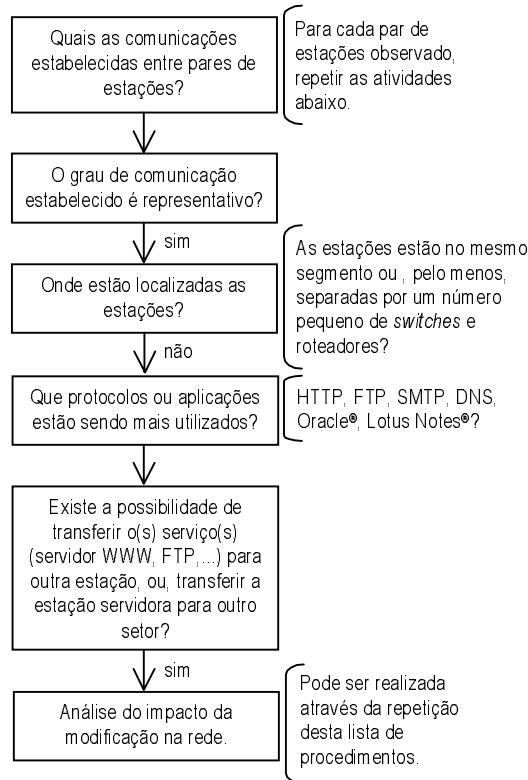 Quais as comunicações
estabelecidas entre pares de
estações?
Para cada par de
estações observado,
repetir as atividades
abaixo.
O grau de comunicação
estabelecido é representativo?
sim
Onde estão localizadas as
estações?
As estações estão no mesmo
segmento ou , pelo menos,
separadas por um número
pequeno de switches e
roteadores?
não
Que protocolos ou aplicações
estão sendo mais utilizados?
HTTP, FTP, SMTP, DNS,
Oracle®, Lotus Notes®?
Existe a possibilidade de
transferir o(s) serviço(s)
(servidor WWW, FTP,...) para
outra estação, ou, transferir a
estação servidora para outro
setor?
sim
Análise do impacto da
modificação na rede.
Pode ser realizada
através da repetição
desta lista de
procedimentos.